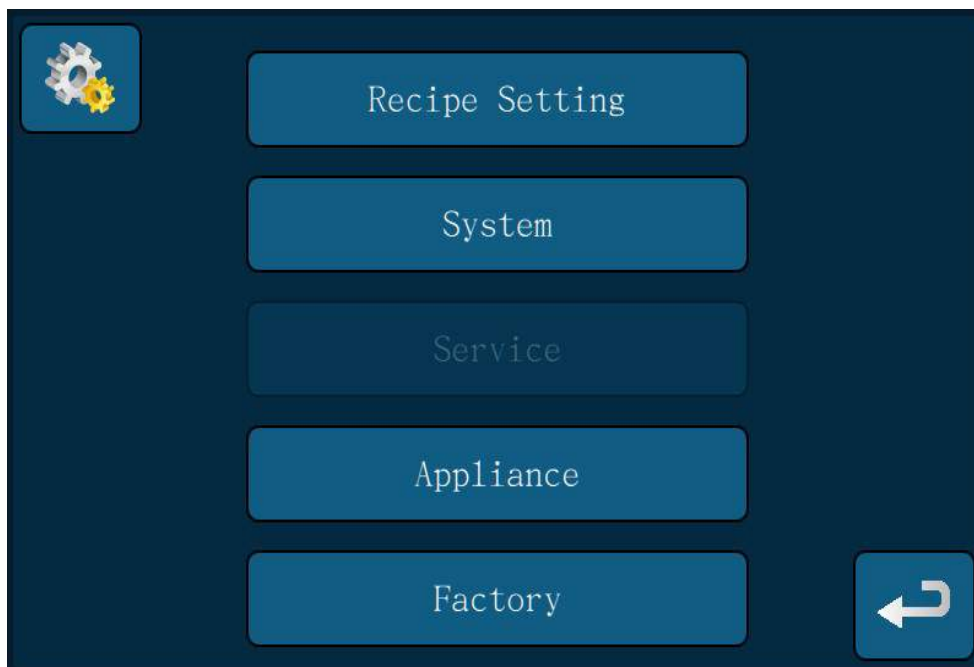 Recipe Setting
System
Service
Appliance
Factory